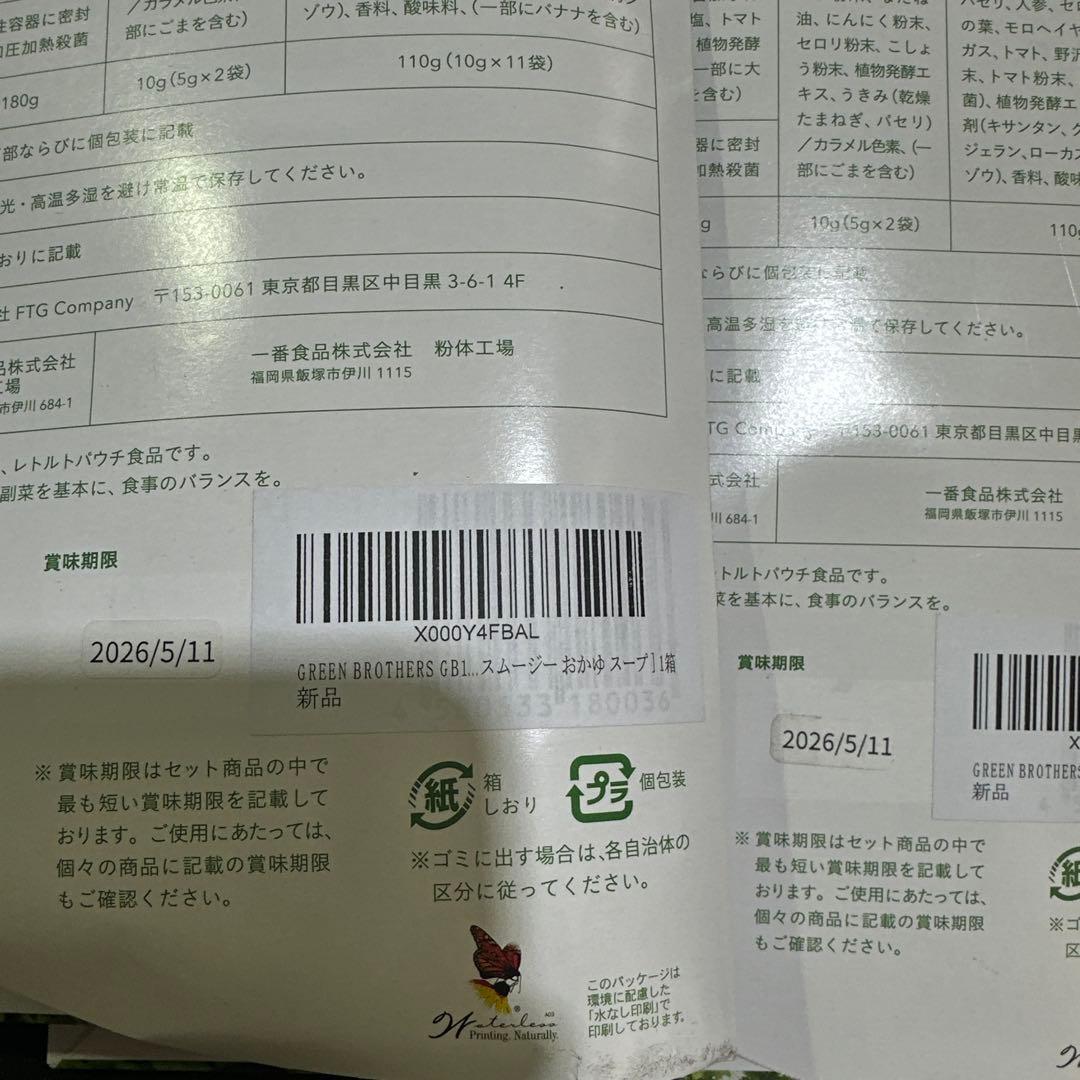 性容器に密封
加圧加熱殺菌
/カラメル色素、
部にごまを含む)
ゾウ)、香料、酸味料、(一部にバナナを含む)
180g
10g(5g×2袋)
110g(10g×11袋)
部ならびに個包装に記載
光・高温多湿を避け常温で保存してください。
おりに記載
社 FTG Company 〒153-0061 東京都目黒区中目黒 3-6-1 4F
品株式会社
工場
市伊川 684-1
一番食品株式会社 粉体工場
福岡県飯塚市伊川 1115
、レトルトパウチ食品です。
副菜を基本に、食事のバランスを。
賞味期限
2026/5/11
X000Y4FBAL
GREEN BROTHERS GB1...スムージー おかゆ スープ] 1箱
新品
180036
※賞味期限はセット商品の中で
最も短い賞味期限を記載して
おります。ご使用にあたっては、
個々の商品に記載の賞味期限
もご確認ください。
紙
箱
しおり
プラ
個包装
※ゴミに出す場合は、各自治体の
区分に従ってください。
Waterless
Printing. Naturally.
このパッケージは
環境に配慮した
「水なし印刷」で
印刷しております。
塩、トマト
植物発酵
一部に大
を含む)
器に密封
加熱殺菌
油、にんにく粉末、
セロリ粉末、こしょ
う粉末、植物発酵エ
キス、うきみ(乾燥
たまねぎ、パセリ)
/カラメル色素、(一
部にごまを含む)
パセリ、人参、セロ
の葉、モロヘイヤ
ガス、トマト、野沢
末、トマト粉末、
菌)、植物発酵エ
剤(キサンタン、グ
ジェラン、ローカス
ゾウ)、香料、酸味
g
10g(5g×2袋)
110g
ならびに個包装に記載
高温多湿を避け常温で保存してください。
に記載
TG Company 〒153-0061 東京都目黒区中目黒
式会社
川 684-1
一番食品株式会社
福岡県飯塚市伊川 1115
トルトパウチ食品です。
菜を基本に、食事のバランスを。
賞味期限
2026/5/11
X
GREEN BROTHERS
新品
※賞味期限はセット商品の中で
最も短い賞味期限を記載して
おります。ご使用にあたっては、
個々の商品に記載の賞味期限
もご確認ください。
紙
※ゴ
区